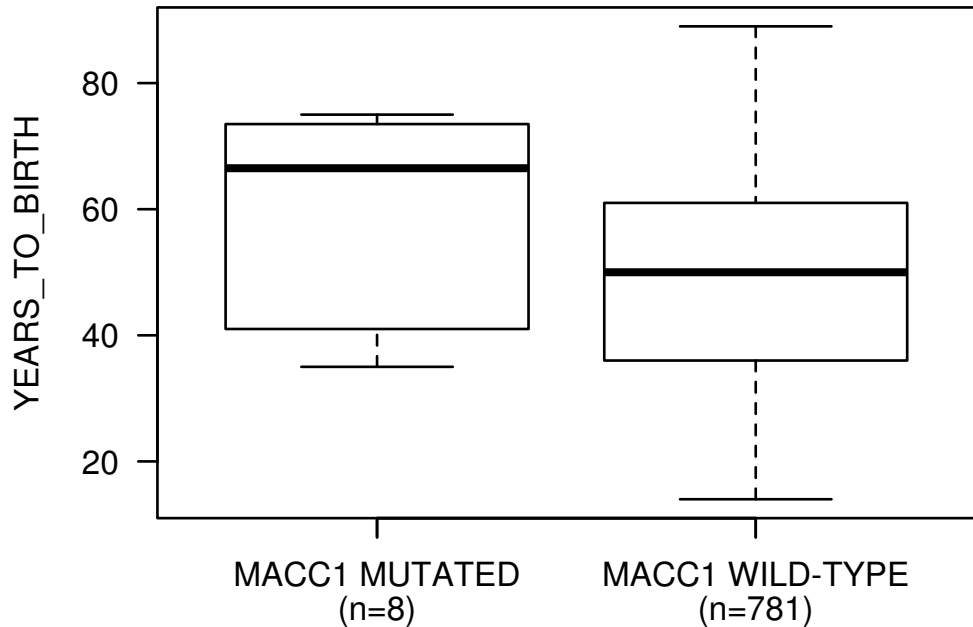 YEARS_TO_BIRTH
80
60
40
20
MACC1 MUTATED
(n=8)
MACC1 WILD-TYPE
(n=781)